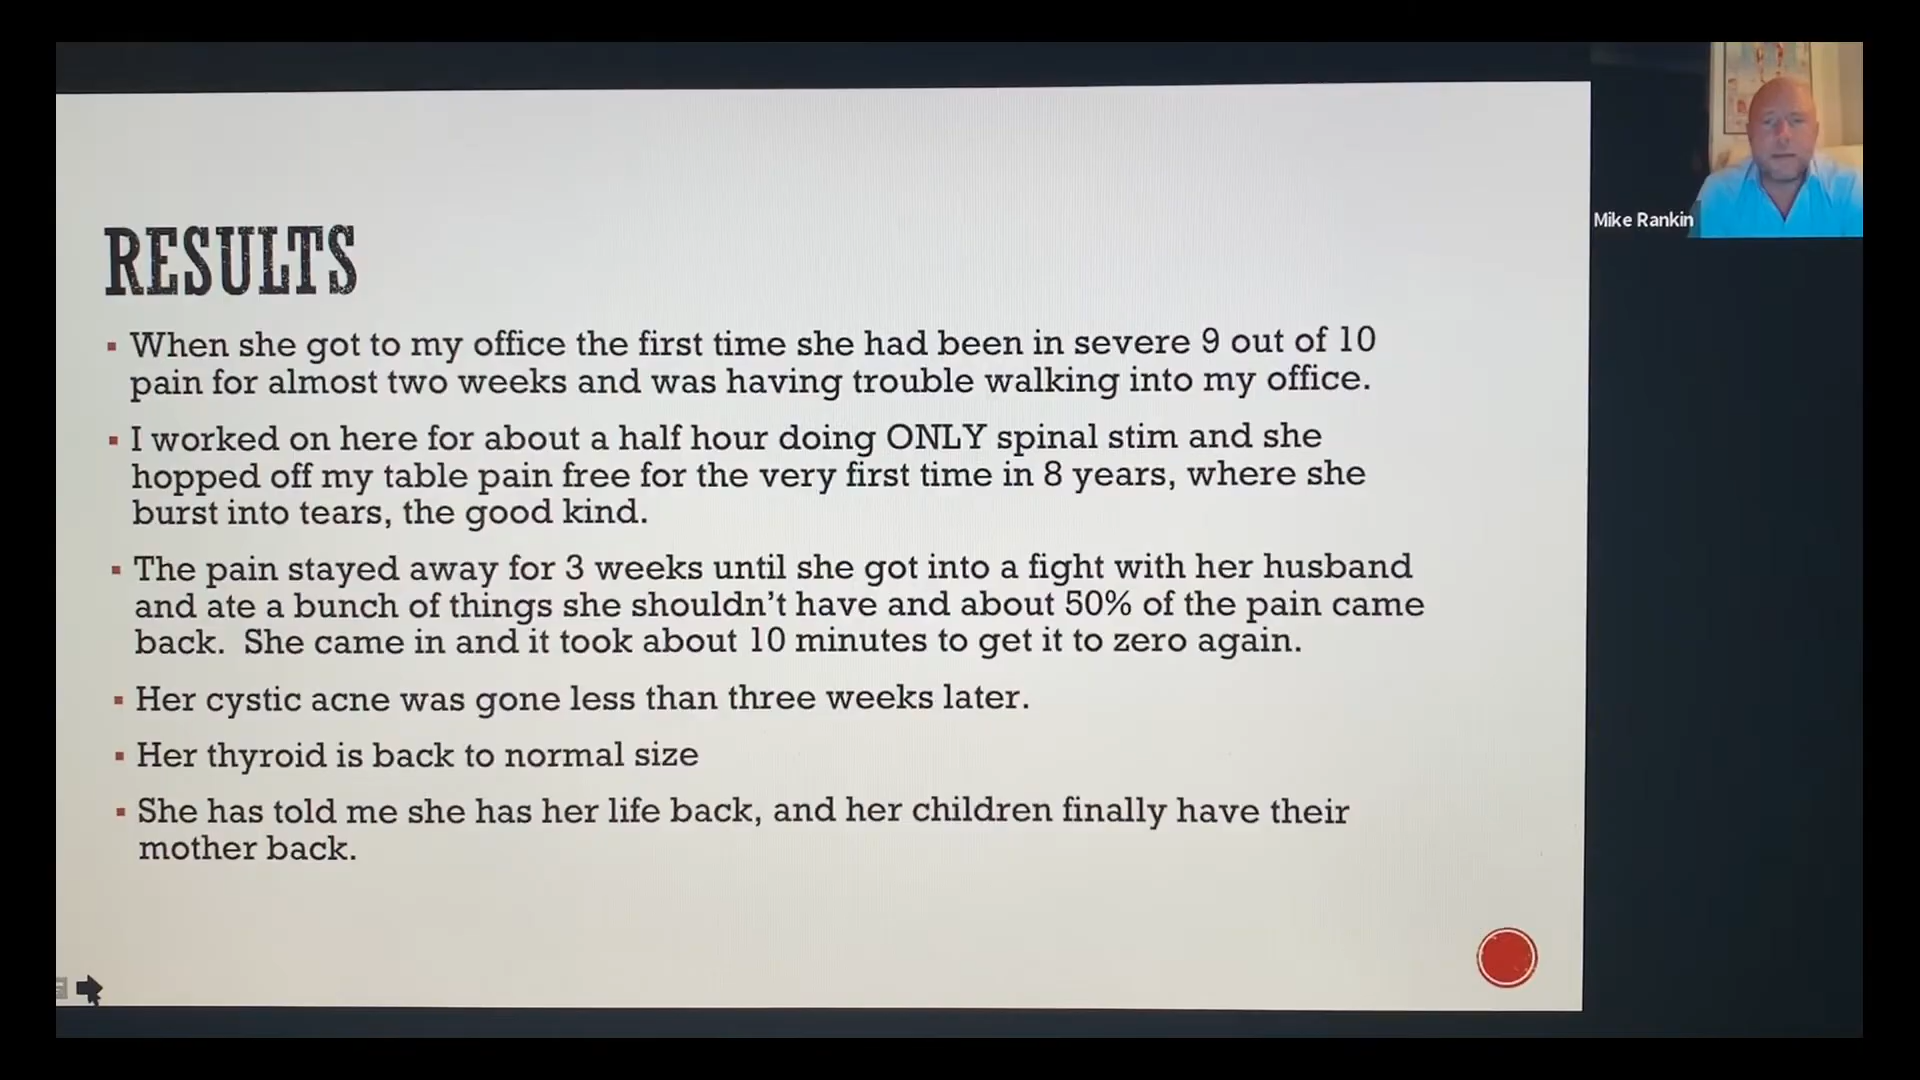 RESULTS
When she got to my office the first time she had been in severe 9 out of 10
pain for almost two weeks and was having trouble walking into my office.
I worked on here for about a half hour doing ONLY spinal stim and she
hopped off my table pain free for the very first time in 8 years, where she
burst into tears, the good kind.
The pain stayed away for 3 weeks until she got into a fight with her husband
and ate a bunch of things she shouldn't have and about 50% of the pain came
back.  She came in and it took about 10 minutes to get it to zero again.
Her cystic acne was gone less than three weeks later.
Her thyroid is back to normal size
She has told me she has her life back, and her children finally have their
mother back.
Mike Rankin